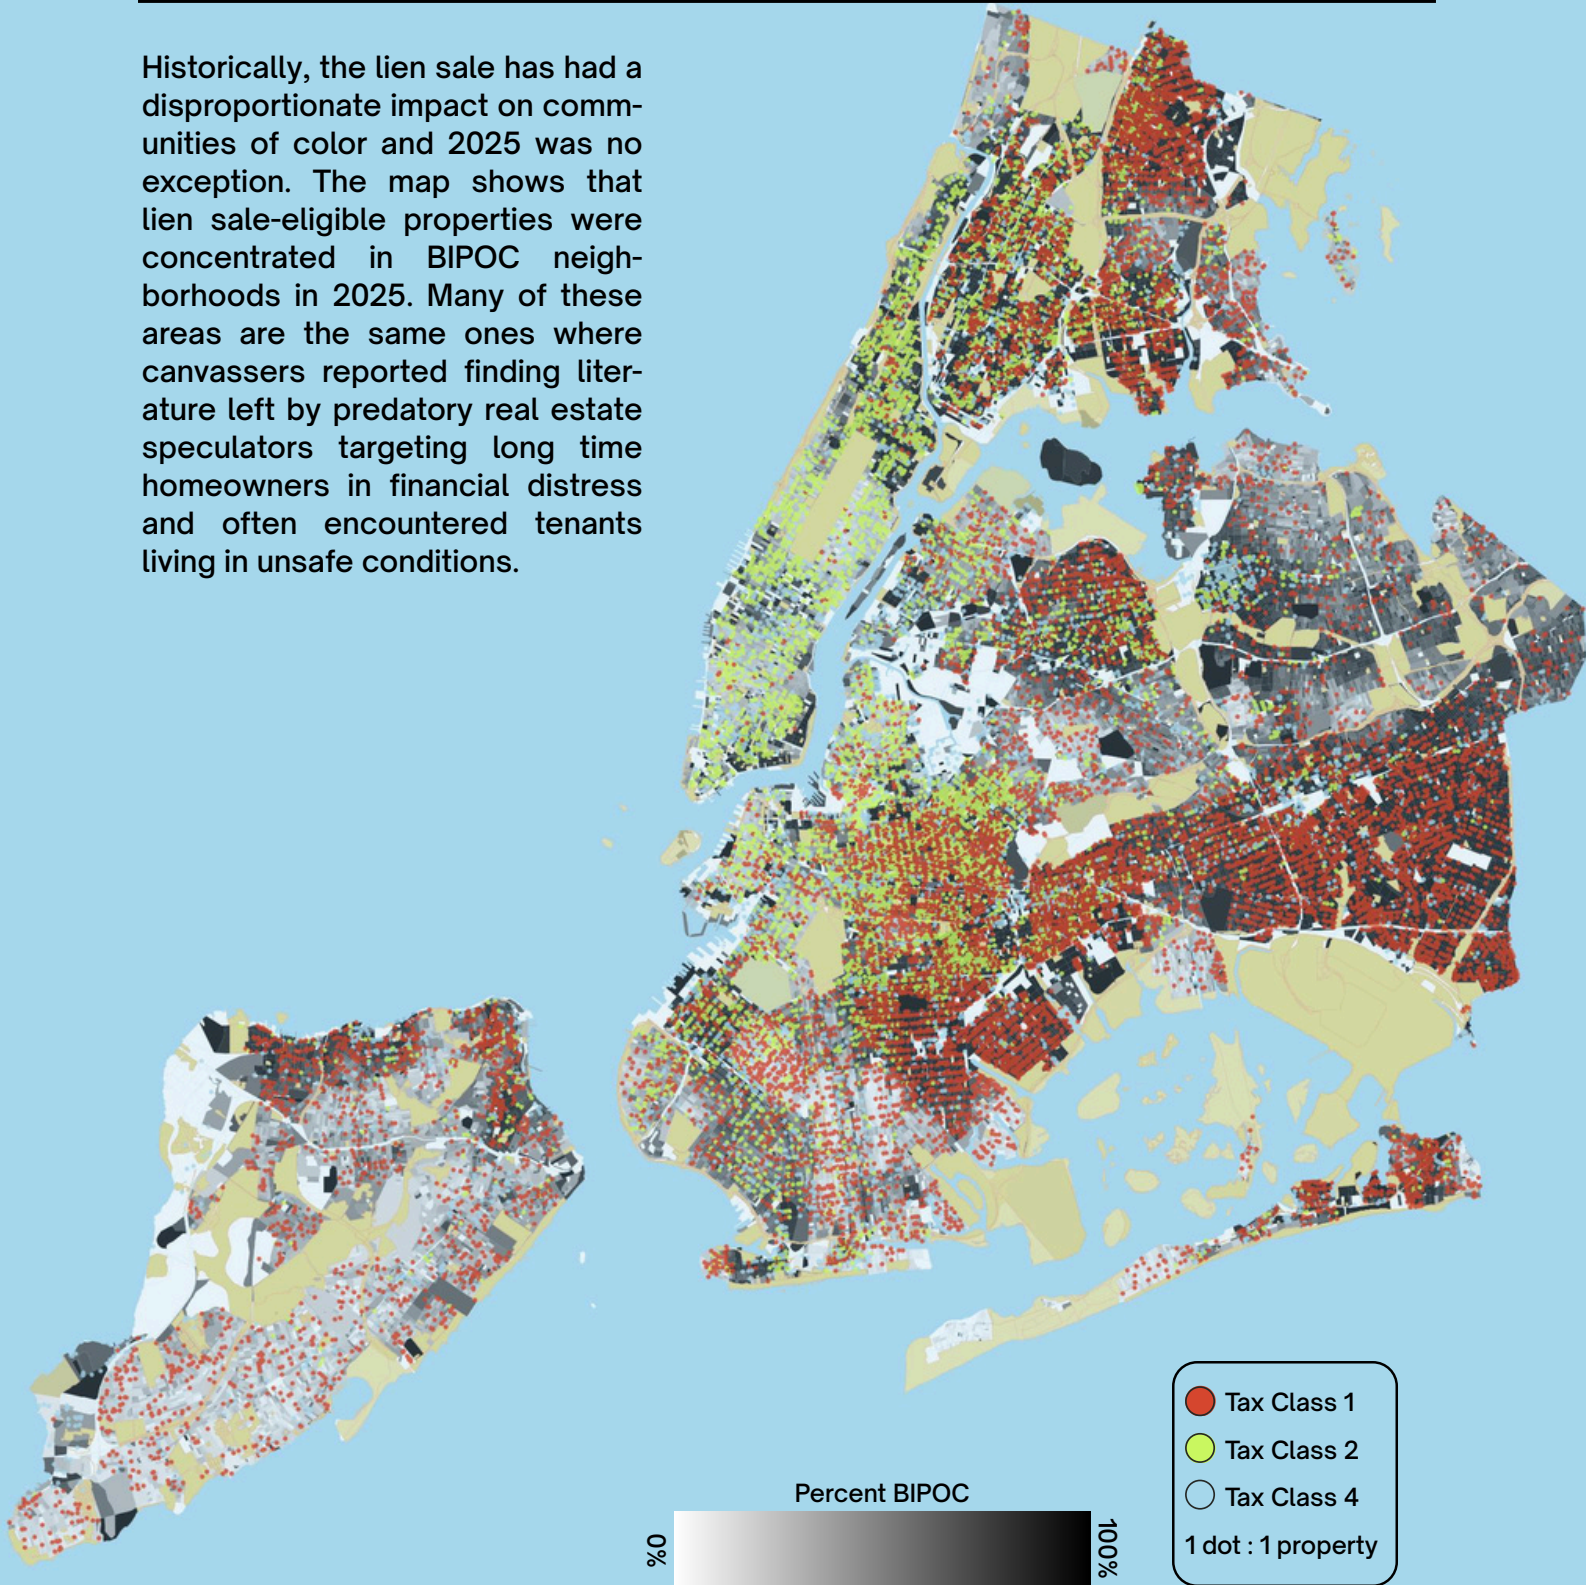 Historically, the lien sale has had a
disproportionate impact on comm-
unities of color and 2025 was no
exception. The map shows that
lien sale-eligible properties were
concentrated in BIPOC neigh-
borhoods in 2025. Many of these
areas are the same ones where
canvassers reported finding liter-
ature left by predatory real estate
speculators targeting long time
homeowners in financial distress
and often encountered tenants
living in unsafe conditions.
Tax Class 1
Tax Class 2
Tax Class 4
1 dot : 1 property
Percent BIPOC
0%
100%